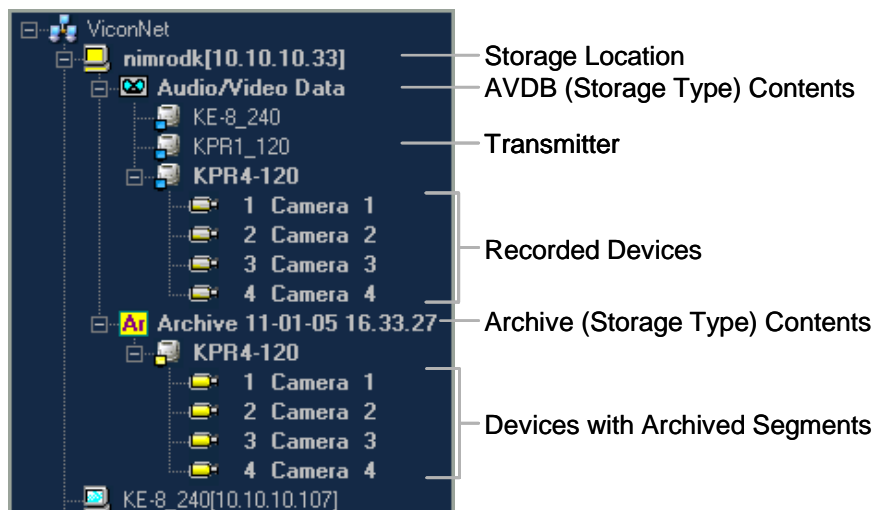 ViconNet
nimrodk[10.10.10.33] Storage Location
Audio/Video Data AVDB (Storage Type) Contents
KE-8_240
KPR1_120 Transmitter
KPR4-120
1 Camera 1
2 Camera 2
Recorded Devices
3 Camera 3
4 Camera 4
Ar Archive 11-01-05 16.33.27 Archive (Storage Type) Contents
KPR4-120
1 Camera 1
2 Camera 2
Devices with Archived Segments
3 Camera 3
4 Camera 4
KE-8_240[10.10.10.107]